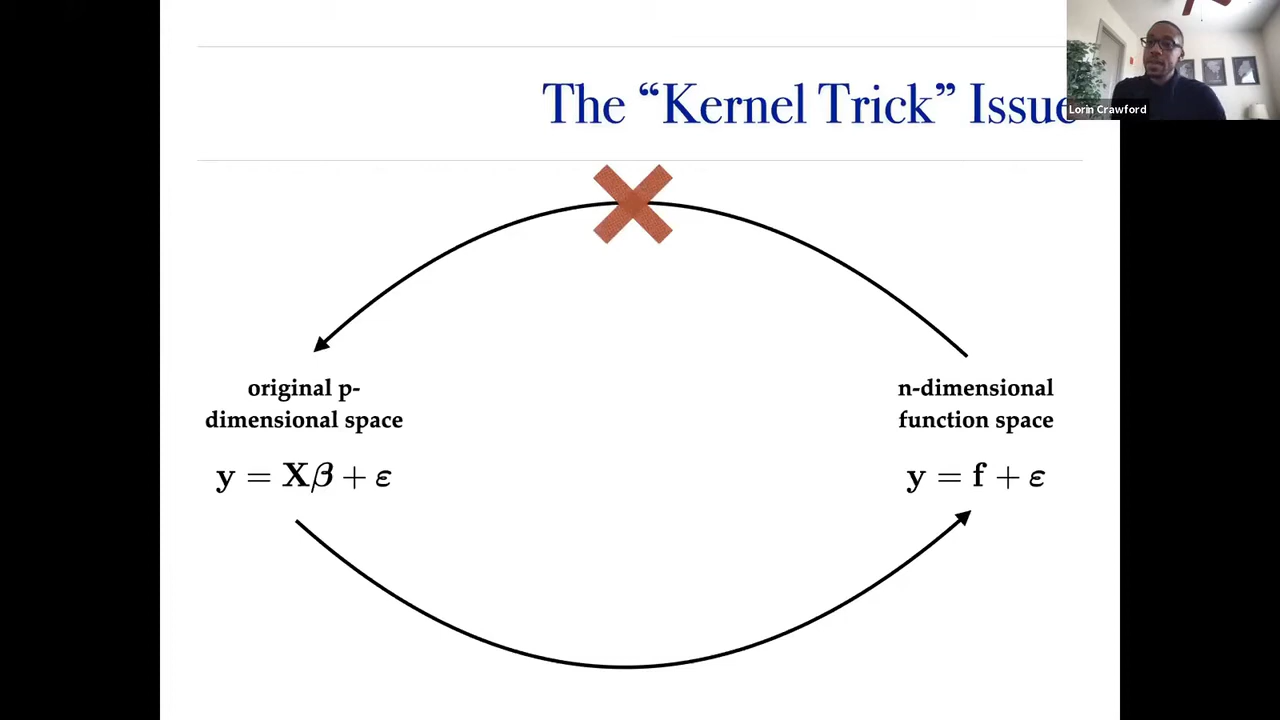 The “Kernel Trick” Issue
Lorin Crawford
original p-
dimensional space
y = Xβ + ε
n-dimensional
function space
y = f + ε